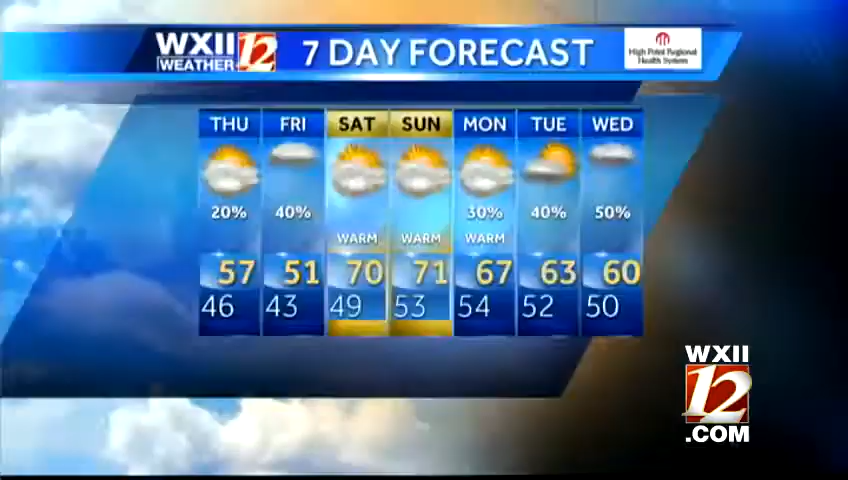 WXII 12
WEATHER
7 DAY FORECAST
High Point Regional
Health System
THU FRI SAT SUN MON TUE WED
20% 40% 30% 40% 50%
WARM WARM WARM
57 51 70 71 67 63 60
46 43 49 53 54 52 50
WXII
12
.COM